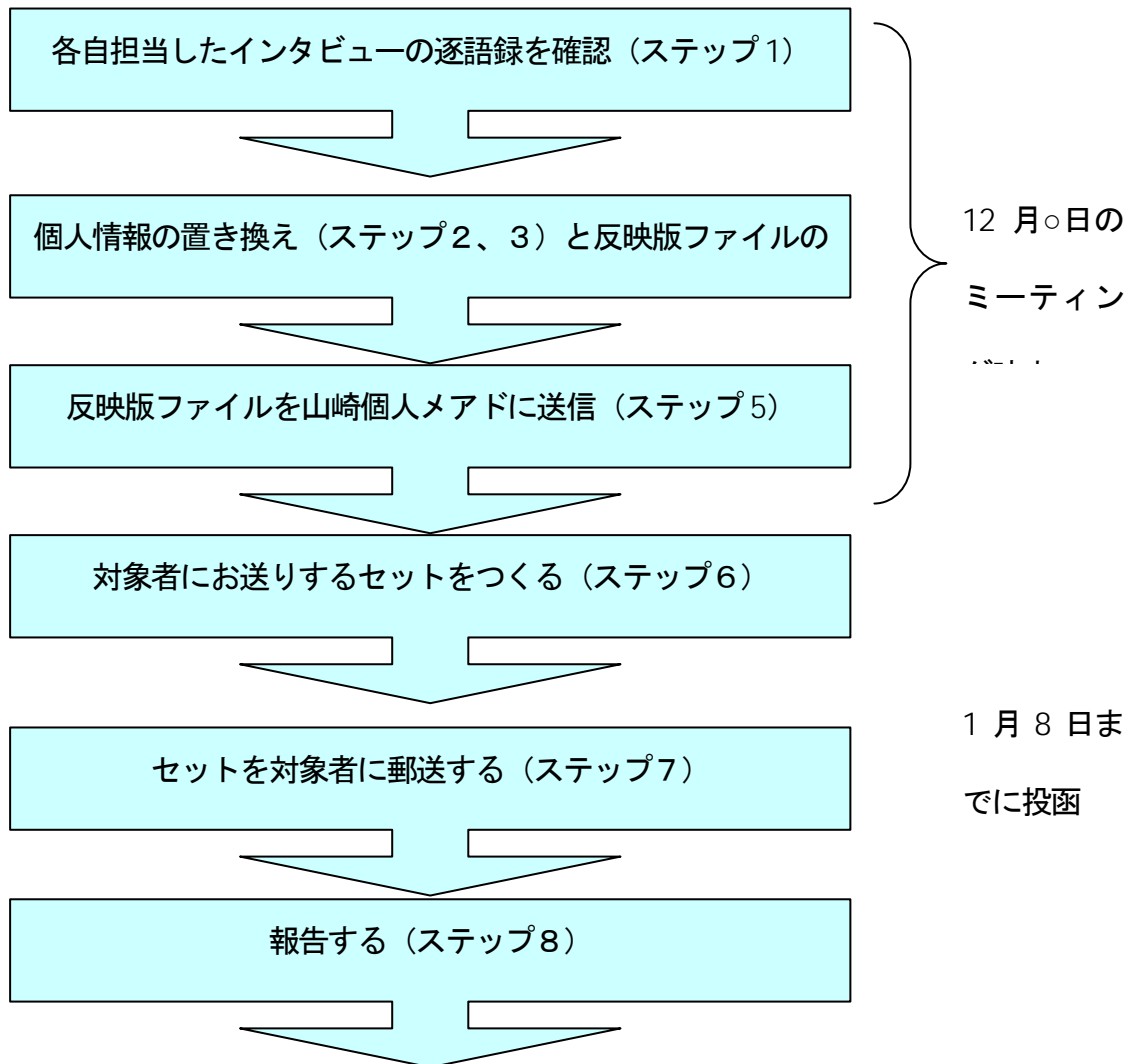 各自担当したインタビューの逐語録を確認（ステップ1）
個人情報の置き換え（ステップ２、３）と反映版ファイルの
12 月○日の
ミーティン
反映版ファイルを山崎個人メアドに送信（ステップ5）
対象者にお送りするセットをつくる（ステップ６）
セットを対象者に郵送する（ステップ７）
1 月 8 日ま
でに投函
報告する（ステップ８）